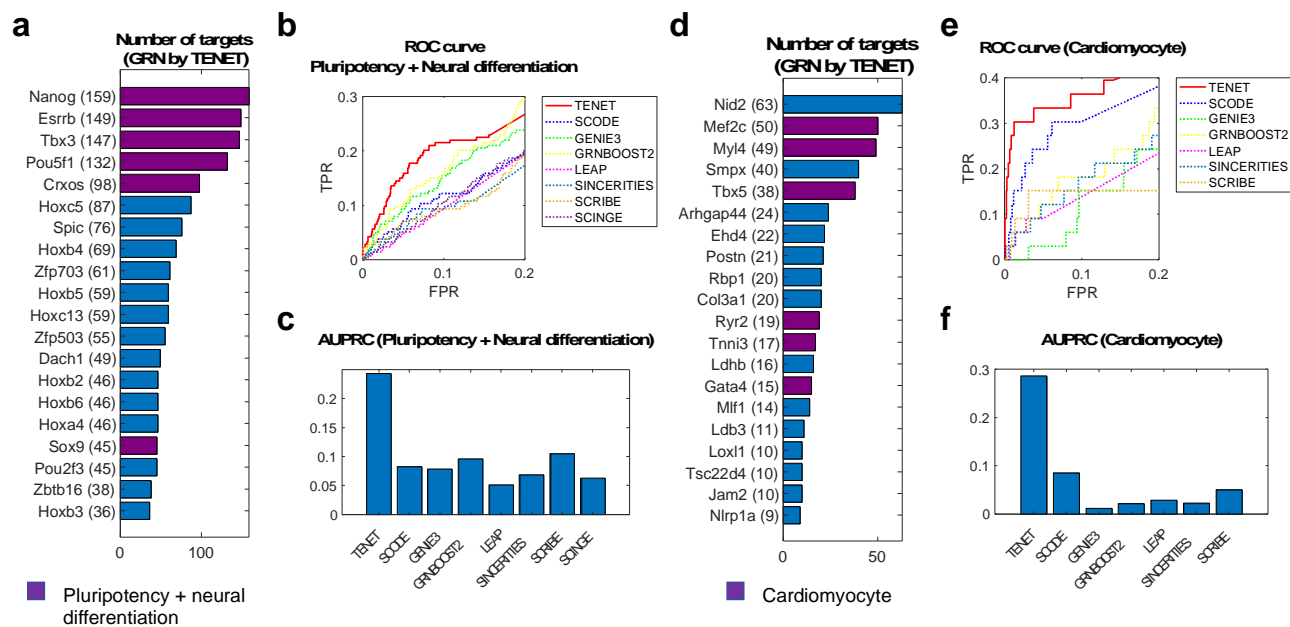 a
Number of targets
(GRN by TENET)
Nanog (159)
Esrrb (149)
Tbx3 (147)
Pou5f1 (132)
Crxos (98)
Hoxc5 (87)
Spic (76)
Hoxb4 (69)
Zfp703 (61)
Hoxb5 (59)
Hoxc13 (59)
Zfp503 (55)
Dach1 (49)
Hoxb2 (46)
Hoxb6 (46)
Hoxa4 (46)
Sox9 (45)
Pou2f3 (45)
Zbtb16 (38)
Hoxb3 (36)
0 100
Pluripotency + neural
differentiation
b
ROC curve
Pluripotency + Neural differentiation
0.3
0.2
0.1
0
TPR
0 0.1 0.2
FPR
TENET
SCODE
GENIE3
GRNBOOST2
LEAP
SINCERITIES
SCRIBE
SCINGE
c
AUPRC (Pluripotency + Neural differentiation)
0.2
0.15
0.1
0.05
0
TENET
SCODE
GENIE3
GRNBOOST2
LEAP
SINCERITIES
SCRIBE
SCINGE
d
Number of targets
(GRN by TENET)
Nid2 (63)
Mef2c (50)
Myl4 (49)
Smpx (40)
Tbx5 (38)
Arhgap44 (24)
Ehd4 (22)
Postn (21)
Rbp1 (20)
Col3a1 (20)
Ryr2 (19)
Tnni3 (17)
Ldhb (16)
Gata4 (15)
Mlf1 (14)
Ldb3 (11)
Loxl1 (10)
Tsc22d4 (10)
Jam2 (10)
Nlrp1a (9)
0 50
Cardiomyocyte
e
ROC curve (Cardiomyocyte)
0.4
0.3
0.2
0.1
0
TPR
0 0.1 0.2
FPR
TENET
SCODE
GENIE3
GRNBOOST2
LEAP
SINCERITIES
SCRIBE
f
AUPRC (Cardiomyocyte)
0.3
0.2
0.1
0
TENET
SCODE
GENIE3
GRNBOOST2
LEAP
SINCERITIES
SCRIBE